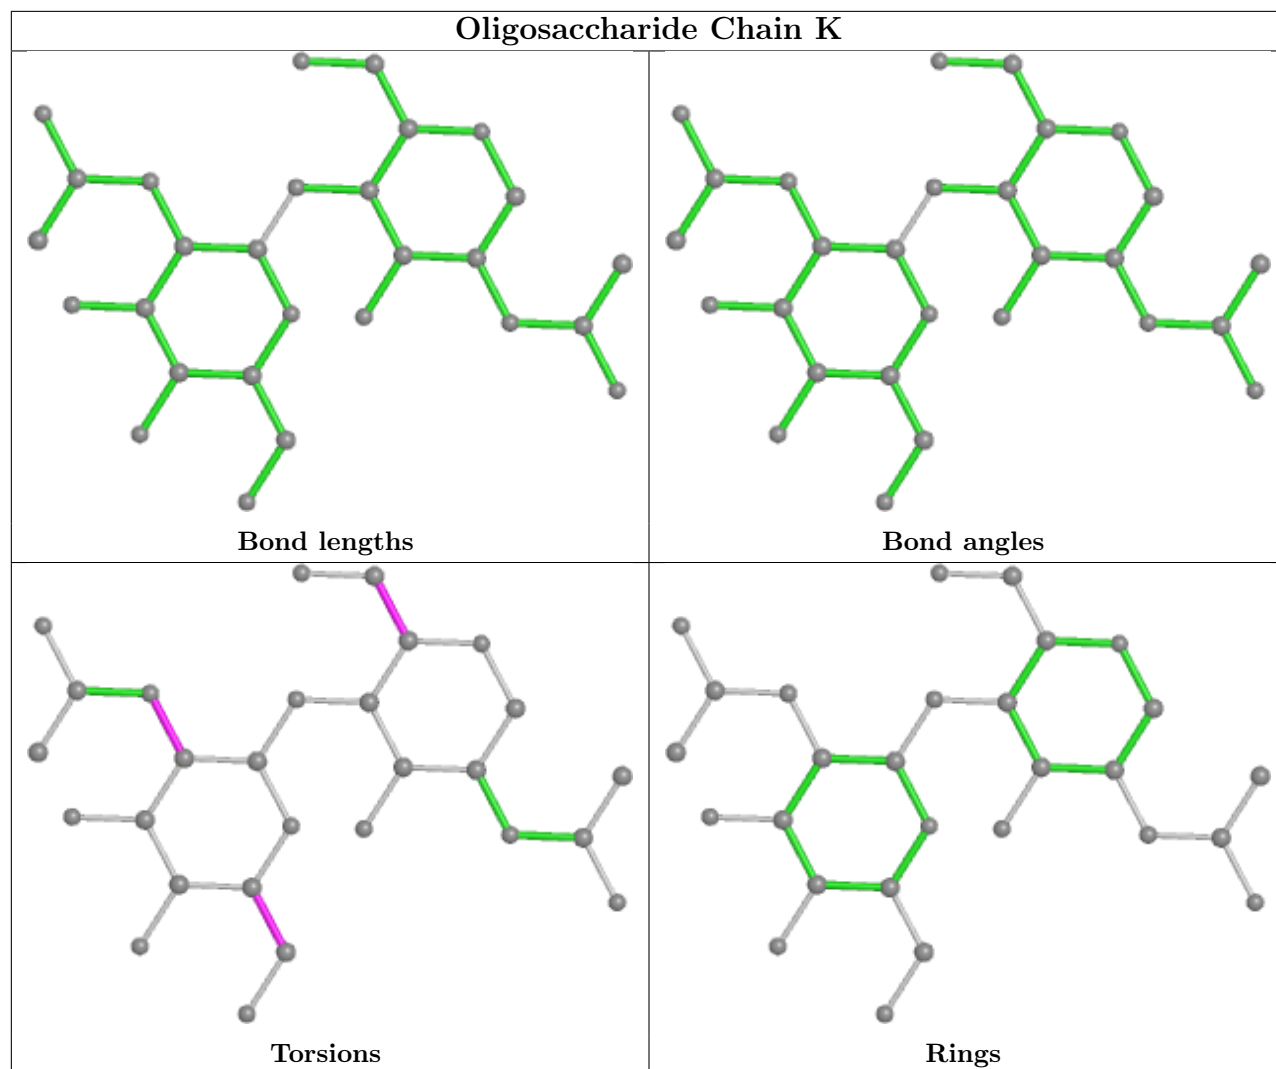 Oligosaccharide Chain K
Bond lengths
Bond angles
Torsions
Rings